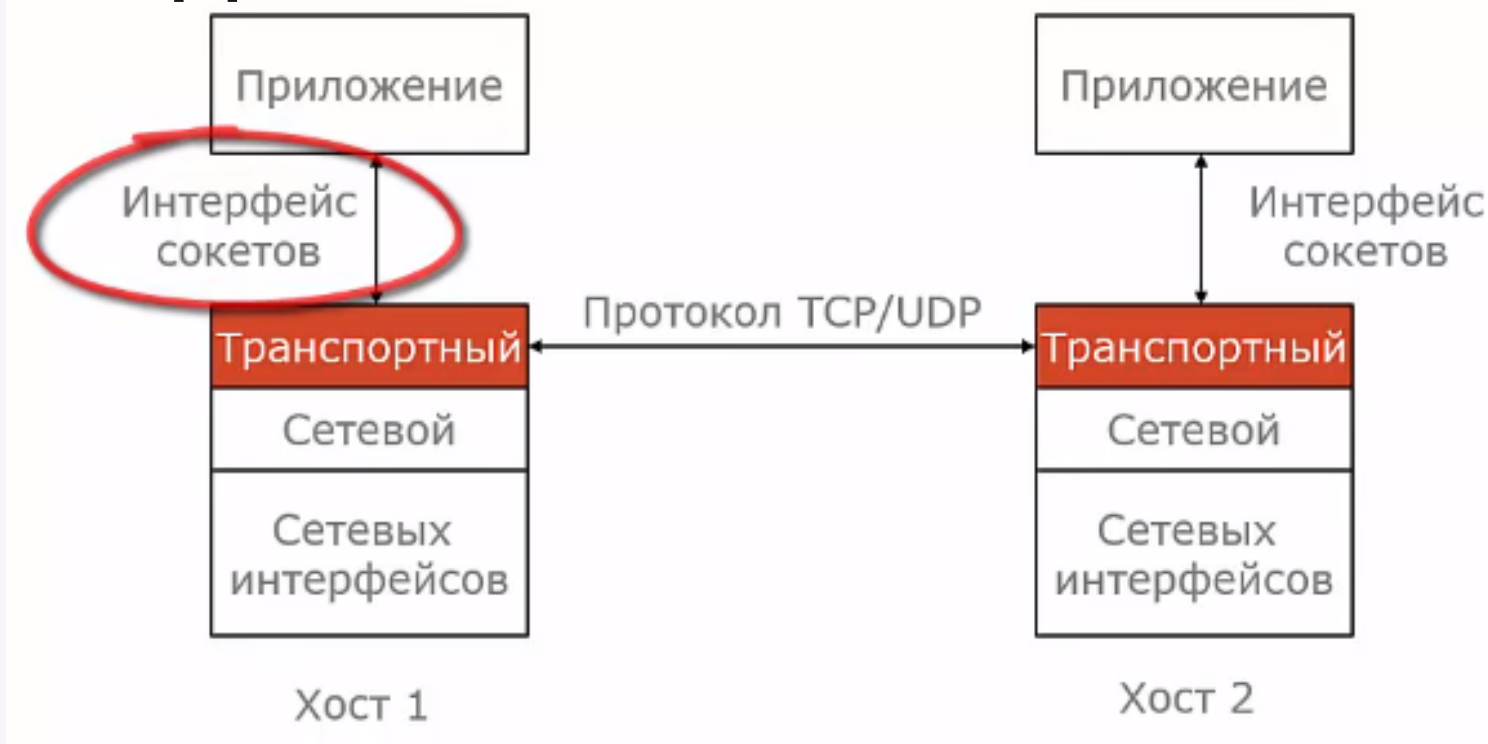 Приложение
Приложение
Интерфейс
сокетов
Интерфейс
сокетов
Протокол TCP/UDP
Транспортный
Транспортный
Сетевой
Сетевой
Сетевых
интерфейсов
Сетевых
интерфейсов
Хост 1
Хост 2